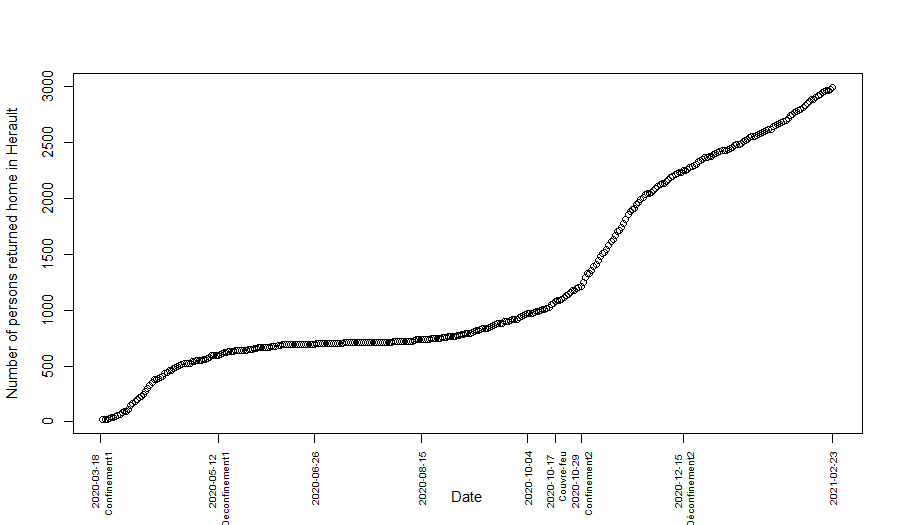 Number of persons returned home in Herault
3000
2500
2000
1500
1000
500
0
2020-03-18
Confinement1
2020-05-12
Deconfinement1
2020-06-26
2020-08-15
2020-10-04
2020-10-17
Couvre-feu
2020-10-29
Confinement2
2020-12-15
Déconfinement2
2021-02-23
Date